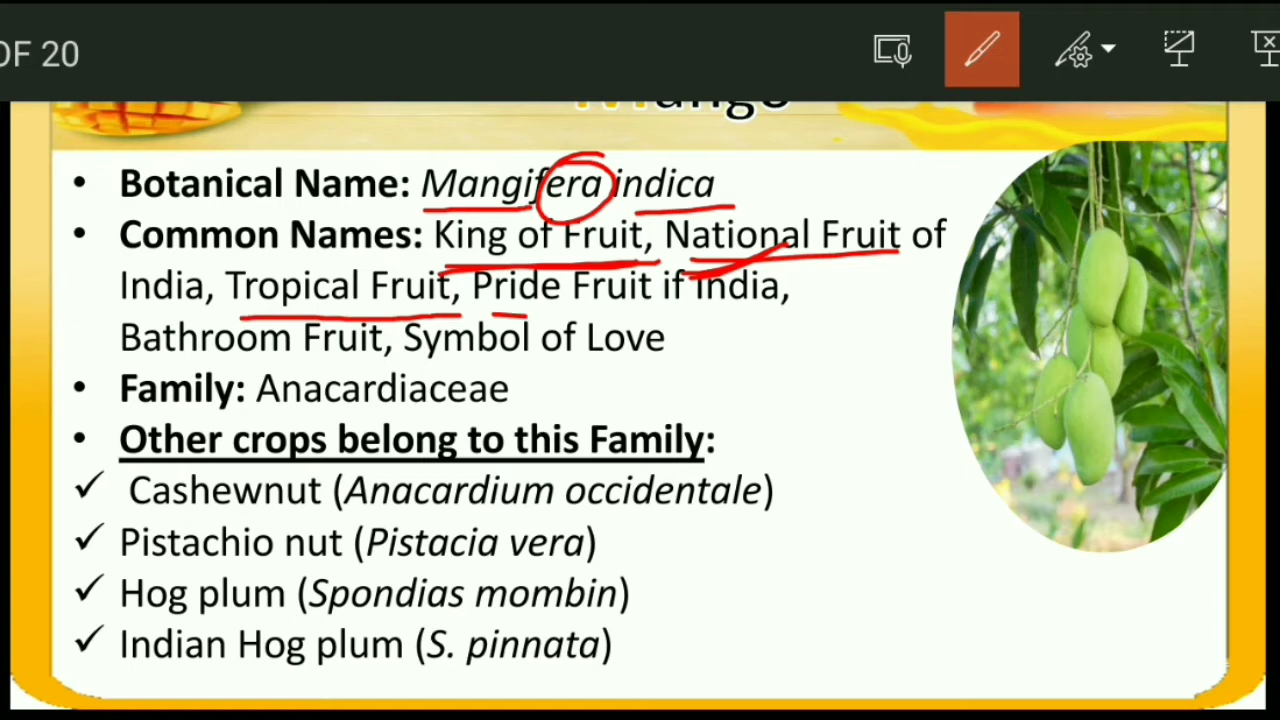 OF 20
Mango
• Botanical Name: Mangifera indica
• Common Names: King of Fruit, National Fruit of
India, Tropical Fruit, Pride Fruit if India,
Bathroom Fruit, Symbol of Love
• Family: Anacardiaceae
• Other crops belong to this Family:
✓ Cashewnut (Anacardium occidentale)
✓ Pistachio nut (Pistacia vera)
✓ Hog plum (Spondias mombin)
✓ Indian Hog plum (S. pinnata)